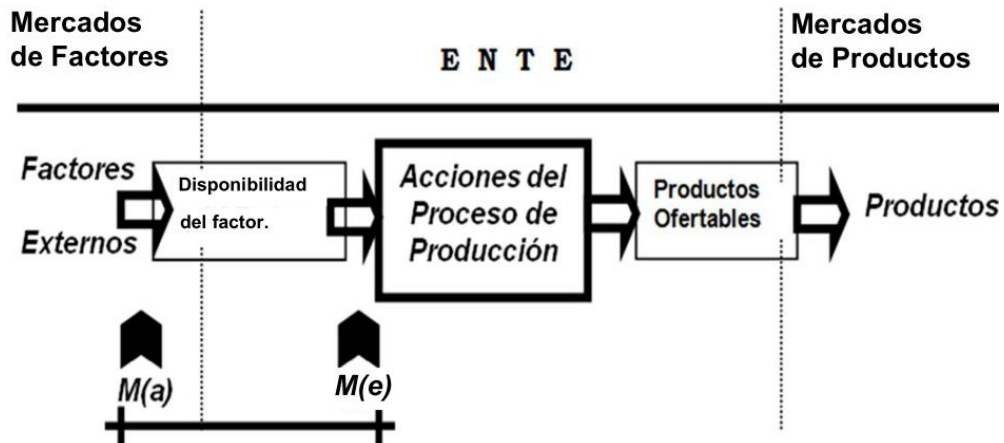 Mercados
de Factores
E N T E
Mercados
de Productos
Factores
Externos
Disponibilidad
del factor.
Acciones del
Proceso de
Producción
Productos
Ofertables
Productos
M(a)
M(e)